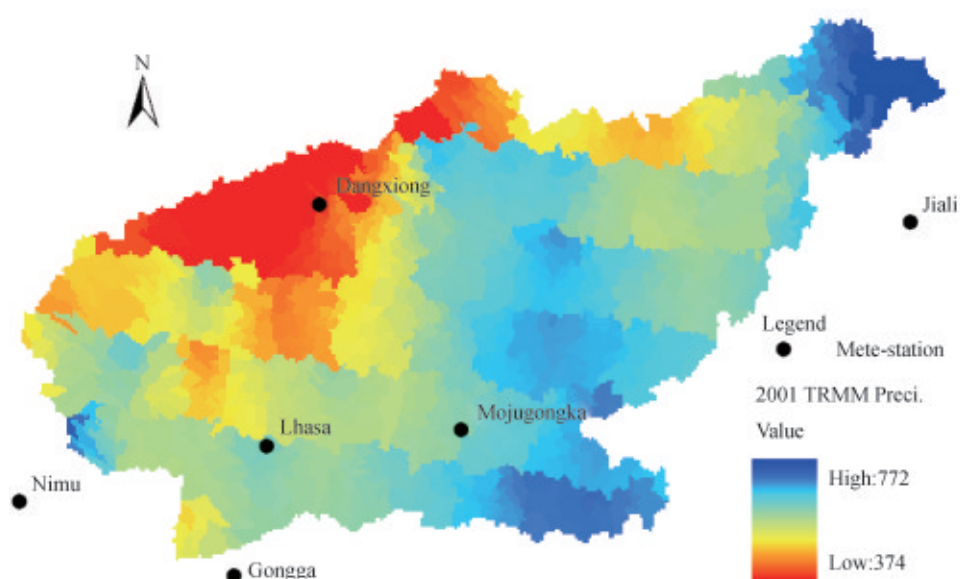 N
Dangxiong
Jiali
Legend
Mete-station
2001 TRMM Preci.
Mojugongka
Value
Lhasa
High:772
Nimu
Low:374
Gongga